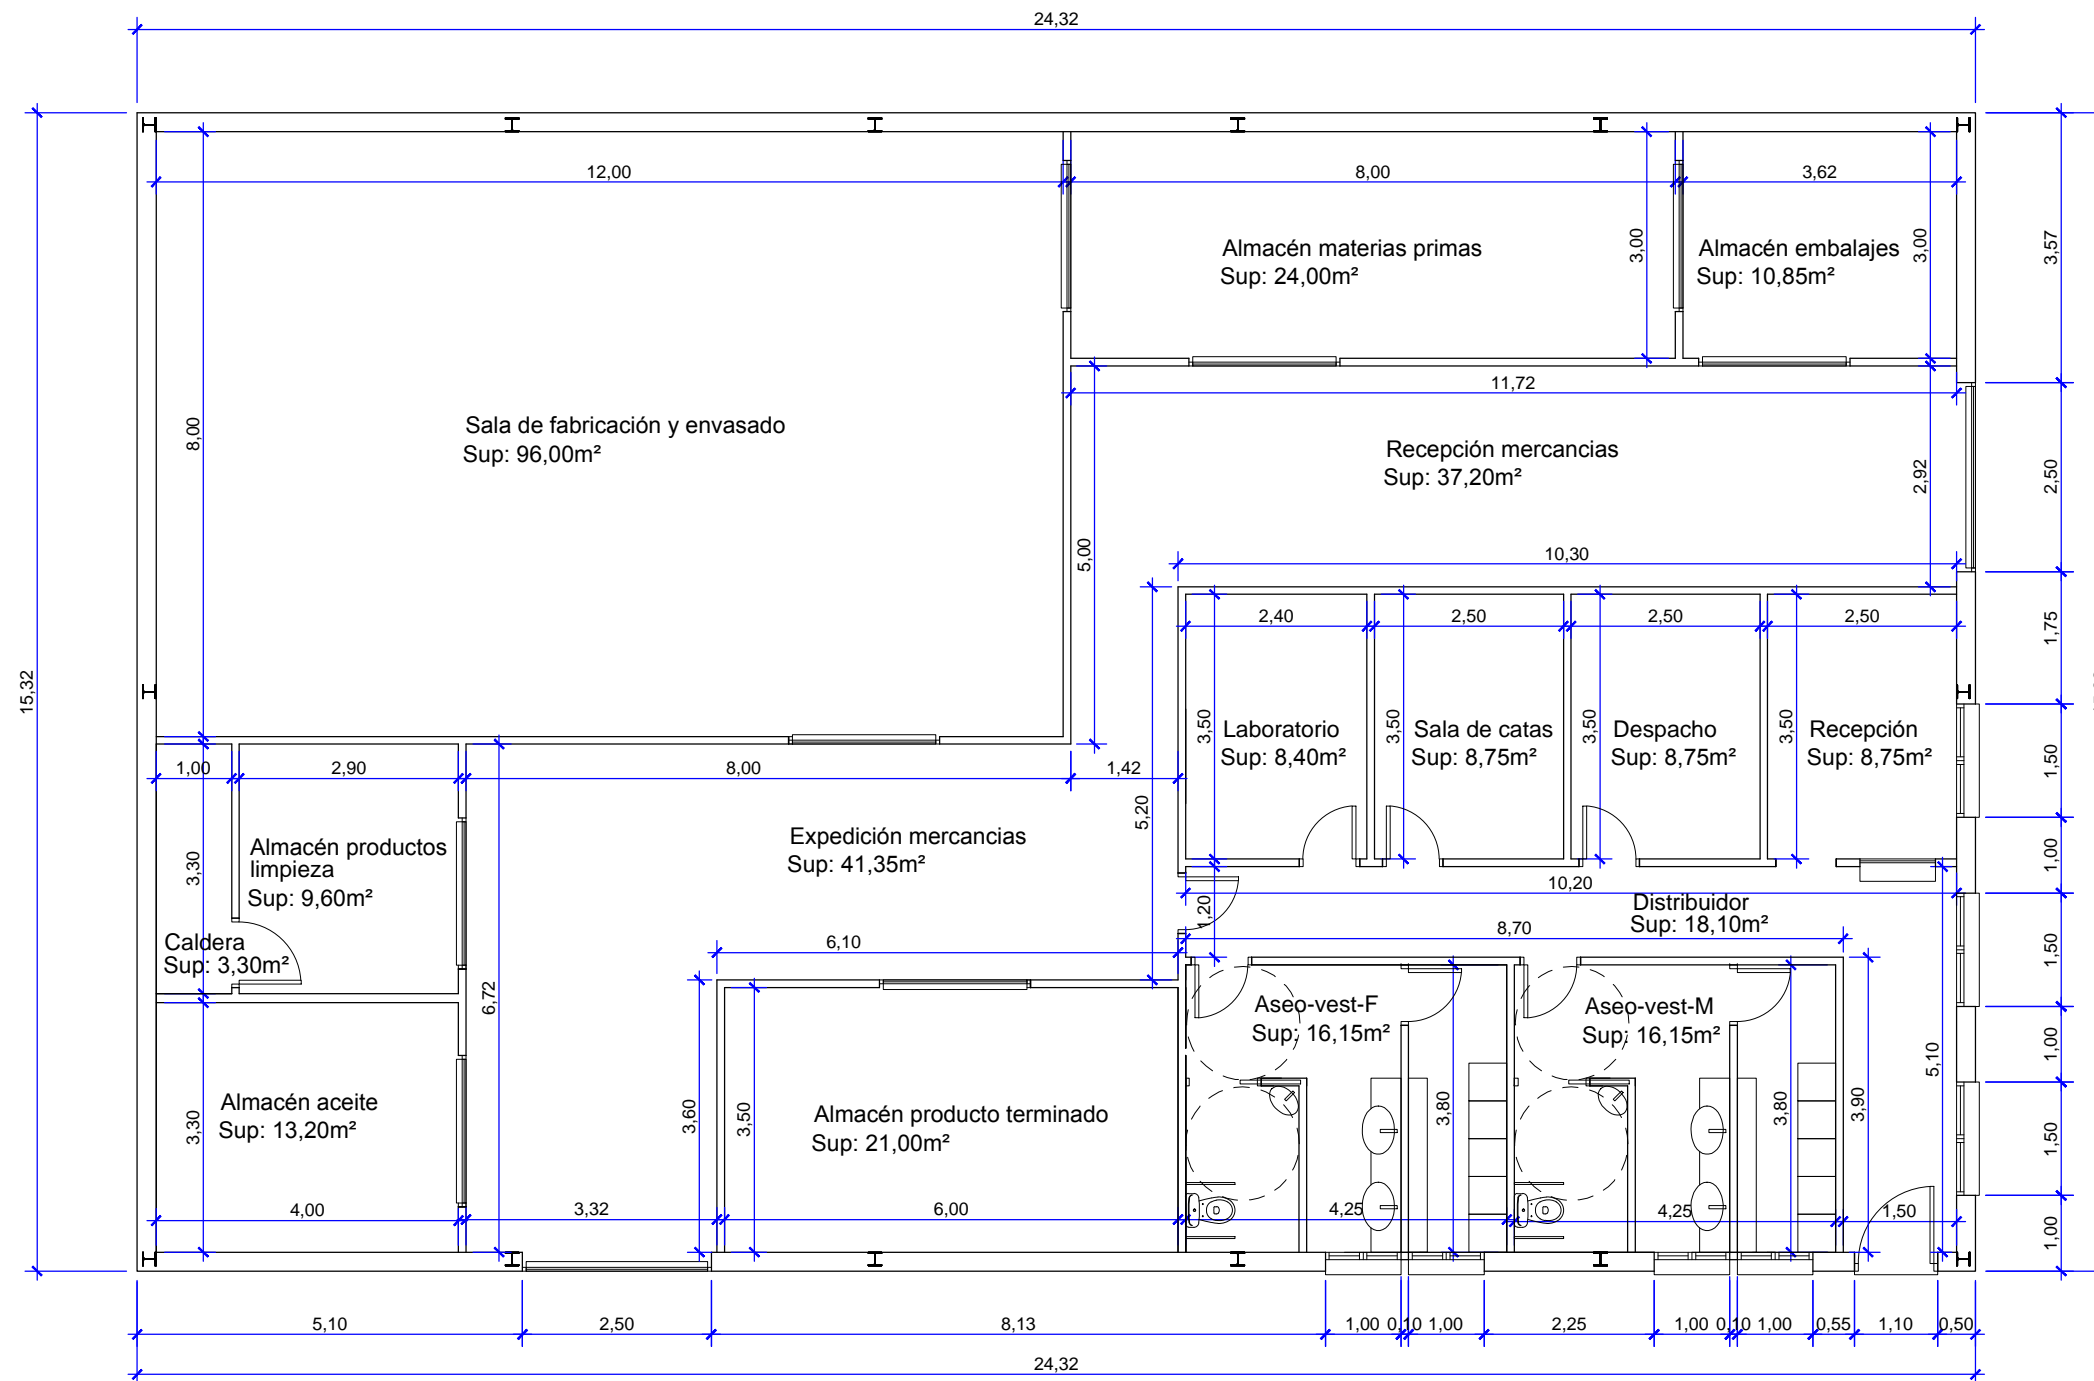 24,32
12,00
8,00
3,62
3,00
3,00
3,57
Almacén materias primas
Sup: 24,00m²
Almacén embalajes
Sup: 10,85m²
11,72
8,00
Sala de fabricación y envasado
Sup: 96,00m²
Recepción mercancias
Sup: 37,20m²
2,92
2,50
5,00
10,30
2,40
2,50
2,50
2,50
1,75
15,32
3,50
Laboratorio
Sup: 8,40m²
3,50
Sala de catas
Sup: 8,75m²
3,50
Despacho
Sup: 8,75m²
3,50
Recepción
Sup: 8,75m²
1,50
1,00
2,90
8,00
1,42
5,20
Expedición mercancias
Sup: 41,35m²
Almacén productos
limpieza
Sup: 9,60m²
3,30
1,00
10,20
Distribuidor
Sup: 18,10m²
1,20
8,70
Caldera
Sup: 3,30m²
6,10
1,50
6,72
Aseo-vest-F
Sup: 16,15m²
Aseo-vest-M
Sup: 16,15m²
1,00
5,10
Almacén aceite
Sup: 13,20m²
3,30
3,60
3,50
Almacén producto terminado
Sup: 21,00m²
3,80
3,80
3,90
1,50
4,00
3,32
6,00
4,25
4,25
1,50
1,00
5,10
2,50
8,13
1,00
0,10
1,00
2,25
1,00
0,10
1,00
0,55
1,10
0,50
24,32